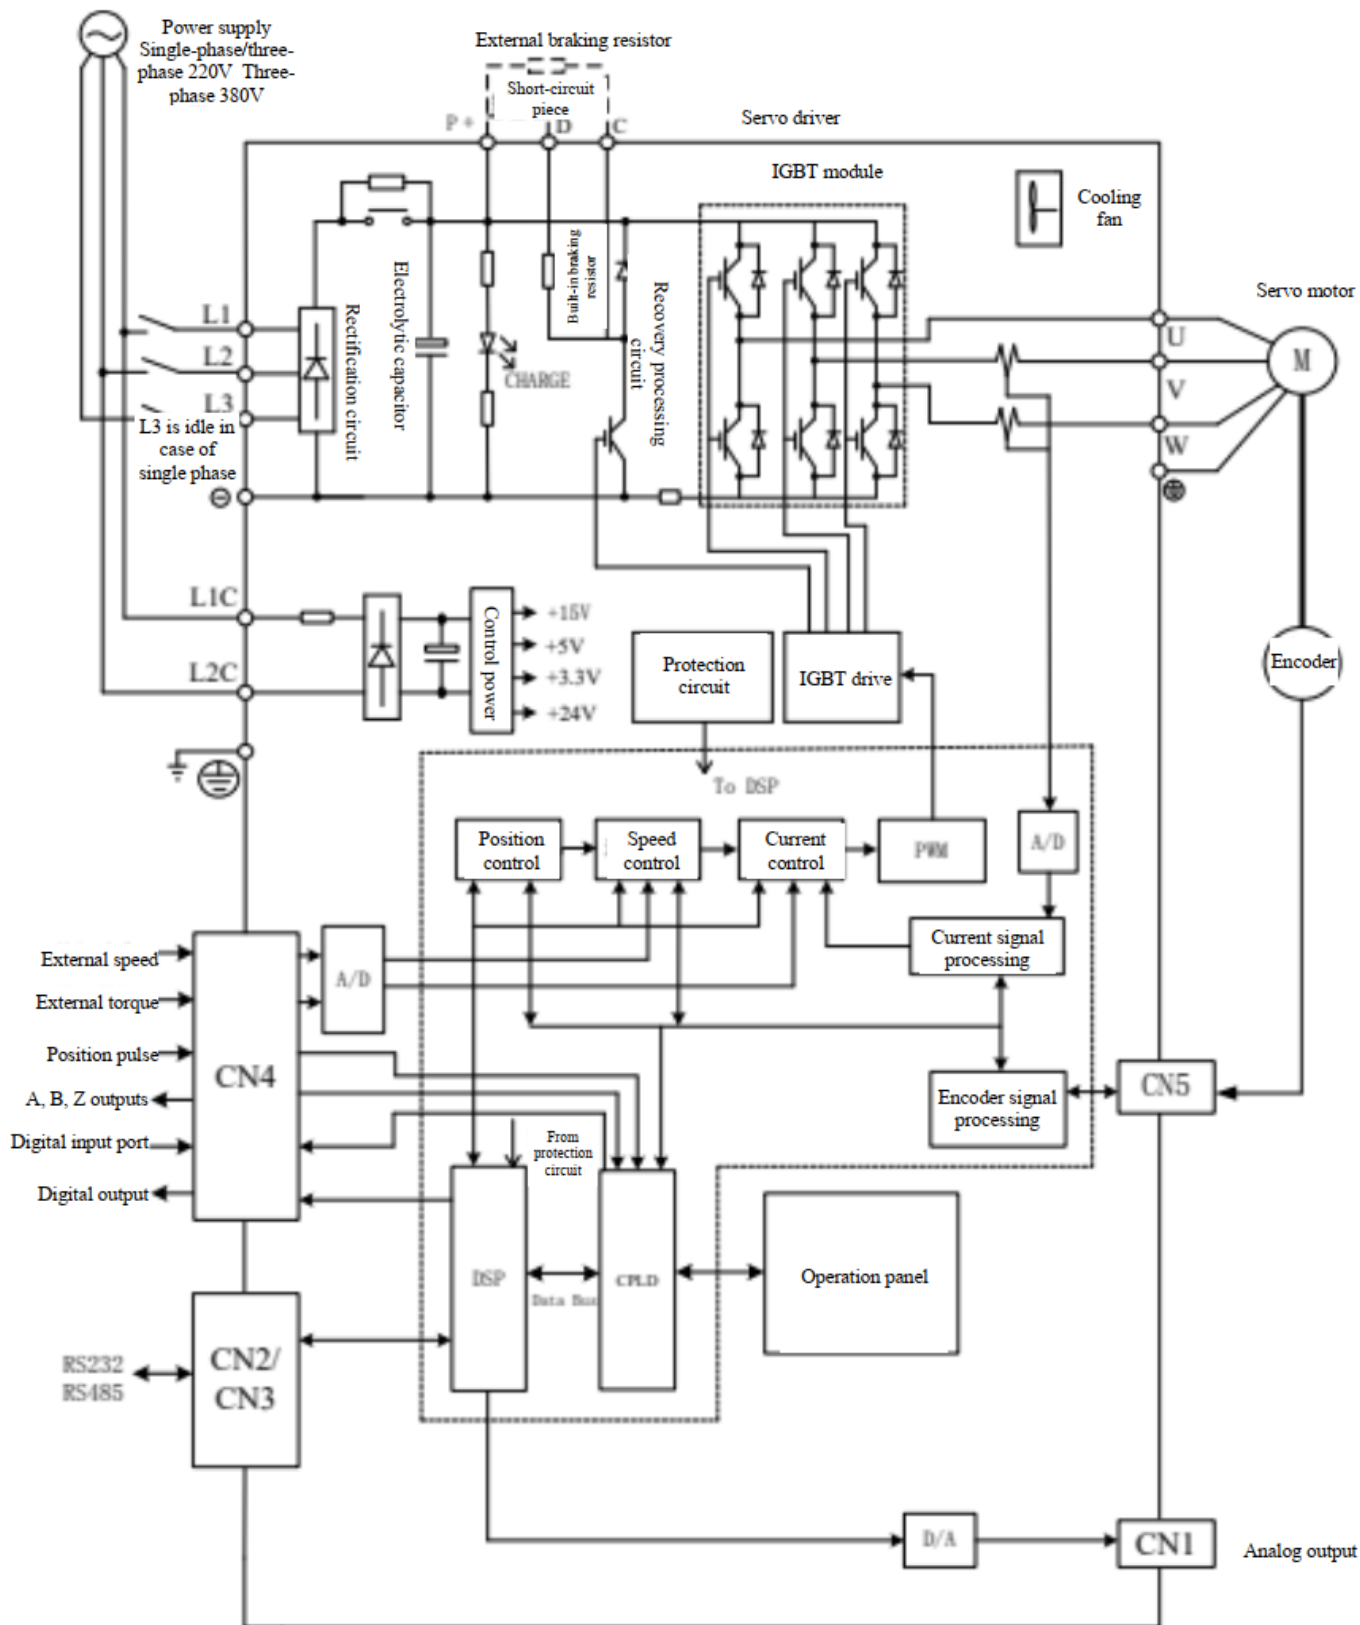 Power supply
Single-phase/three-
phase 220V Three-
phase 380V
External braking resistor
Short-circuit
piece
P+
D
C
Servo driver
IGBT module
Cooling
fan
Servo motor
Built-in braking
resistor
Recovery processing
circuit
Electrolytic capacitor
Rectification circuit
CHARGE
L1
L2
L3
L3 is idle in
case of
single phase
U
V
W
M
L1C
L2C
Control power
+15V
+5V
+3.3V
+24V
Protection
circuit
IGBT drive
Encoder
To DSP
Position
control
Speed
control
Current
control
PWM
A/D
Current signal
processing
External speed
External torque
Position pulse
A, B, Z outputs
Digital input port
Digital output
CN4
A/D
Encoder signal
processing
CN5
From
protection
circuit
DSP
Data Bus
CPLD
Operation panel
RS232
RS485
CN2/
CN3
D/A
CN1
Analog output